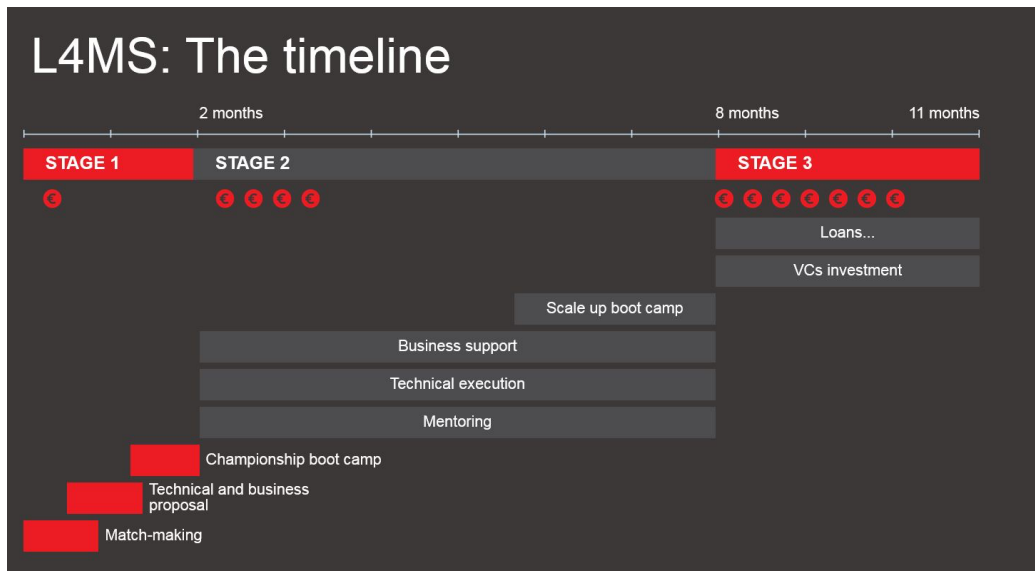 L4MS: The timeline
2 months 8 months 11 months
STAGE 1 STAGE 2 STAGE 3
€ € € € € € € € € € € €
Loans...
VCs investment
Scale up boot camp
Business support
Technical execution
Mentoring
Championship boot camp
Technical and business
proposal
Match-making